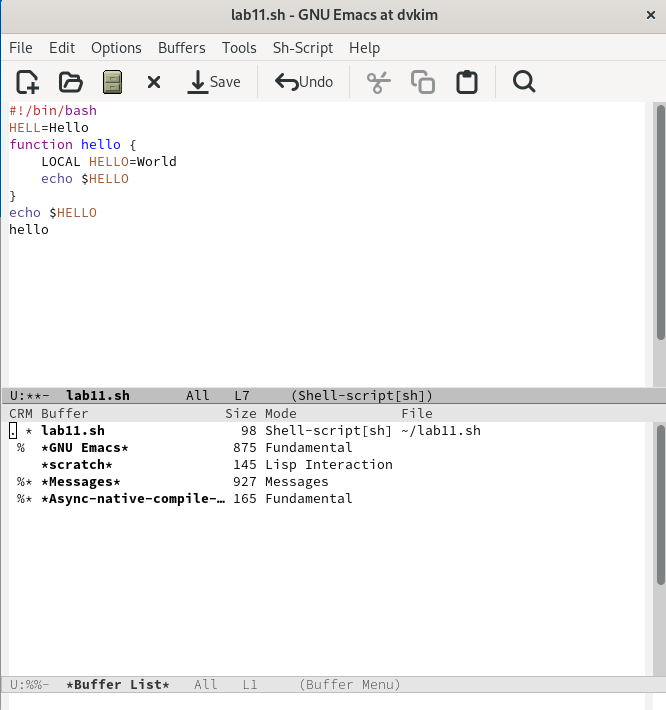 lab11.sh - GNU Emacs at dvkim
File Edit Options Buffers Tools Sh-Script Help
Save Undo
#!/bin/bash
HELL=Hello
function hello {
    LOCAL HELLO=World
    echo $HELLO
}
echo $HELLO
hello
U:**-  lab11.sh       All   L7     (Shell-script[sh])
CRM Buffer                 Size Mode             File
. * lab11.sh                 98 Shell-script[sh] ~/lab11.sh
 %  *GNU Emacs*             875 Fundamental
    *scratch*               145 Lisp Interaction
 %* *Messages*              927 Messages
 %* *Async-native-compile-… 165 Fundamental
U:%%-  *Buffer List*   All   L1     (Buffer Menu)